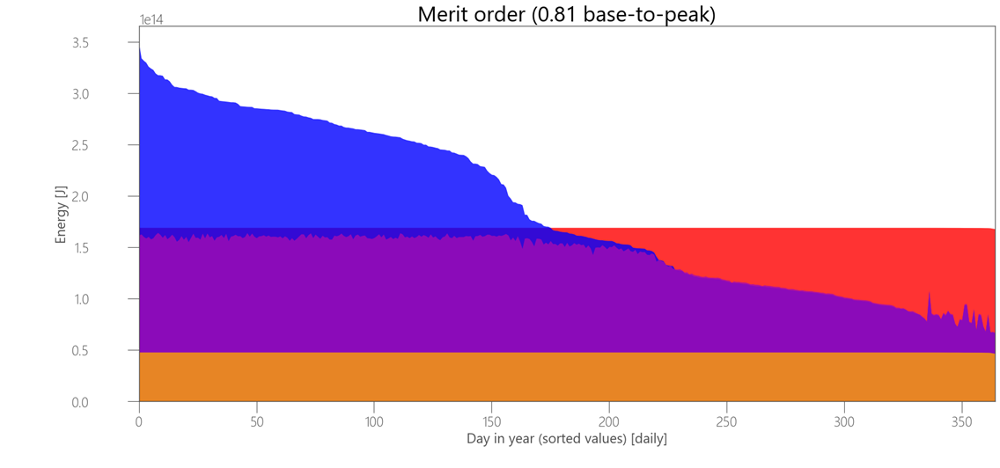 Merit order (0.81 base-to-peak)
1e14
3.5
3.0
2.5
2.0
1.5
1.0
0.5
0.0
Energy [J]
0 50 100 150 200 250 300 350
Day in year (sorted values) [daily]